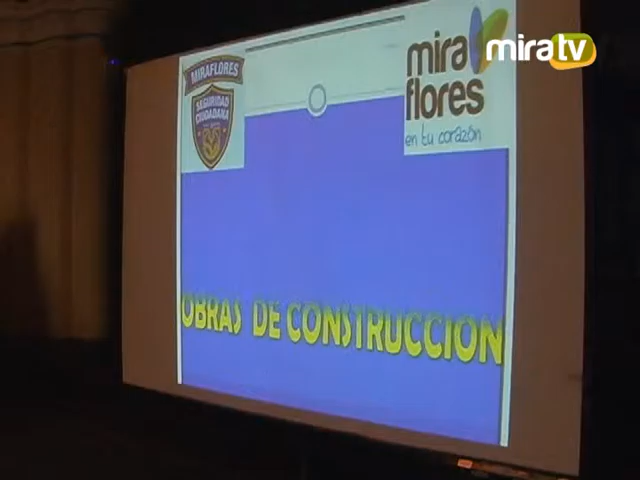 MIRAFLORES
SEGURIDAD
CIUDADANA
mira
flores
en tu corazón
miratv
OBRAS DE CONSTRUCCION